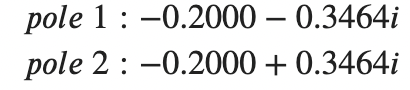 pole 1 : −0.2000 − 0.3464i
pole 2 : −0.2000 + 0.3464i